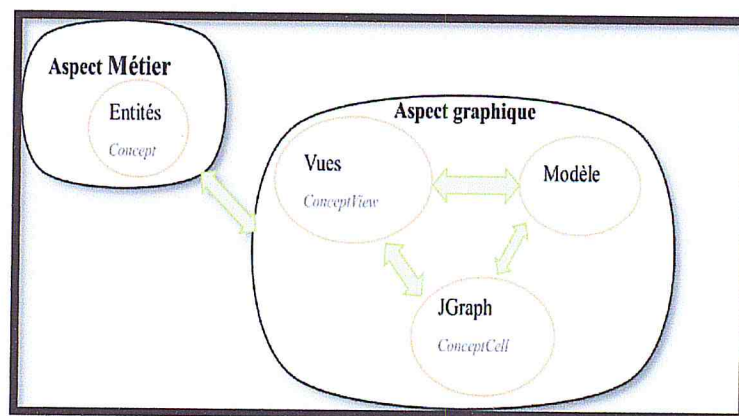 Aspect Métier
Entités
Concept
Aspect graphique
Vues
ConceptView
Modèle
JGraph
ConceptCell